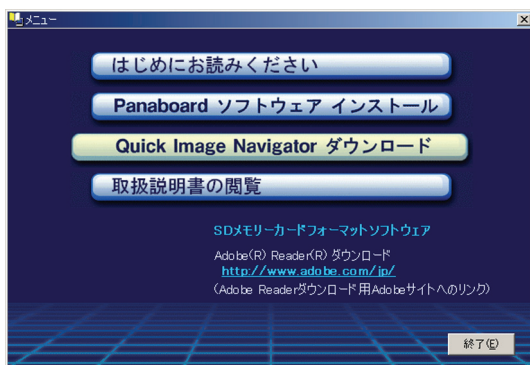 メニュー
はじめにお読みください
Panaboard ソフトウェア インストール
Quick Image Navigator ダウンロード
取扱説明書の閲覧
SDメモリーカードフォーマットソフトウェア
Adobe(R) Reader(R) ダウンロード
http://www.adobe.com/jp/
(Adobe Readerダウンロード用Adobeサイトへのリンク)
終了(E)